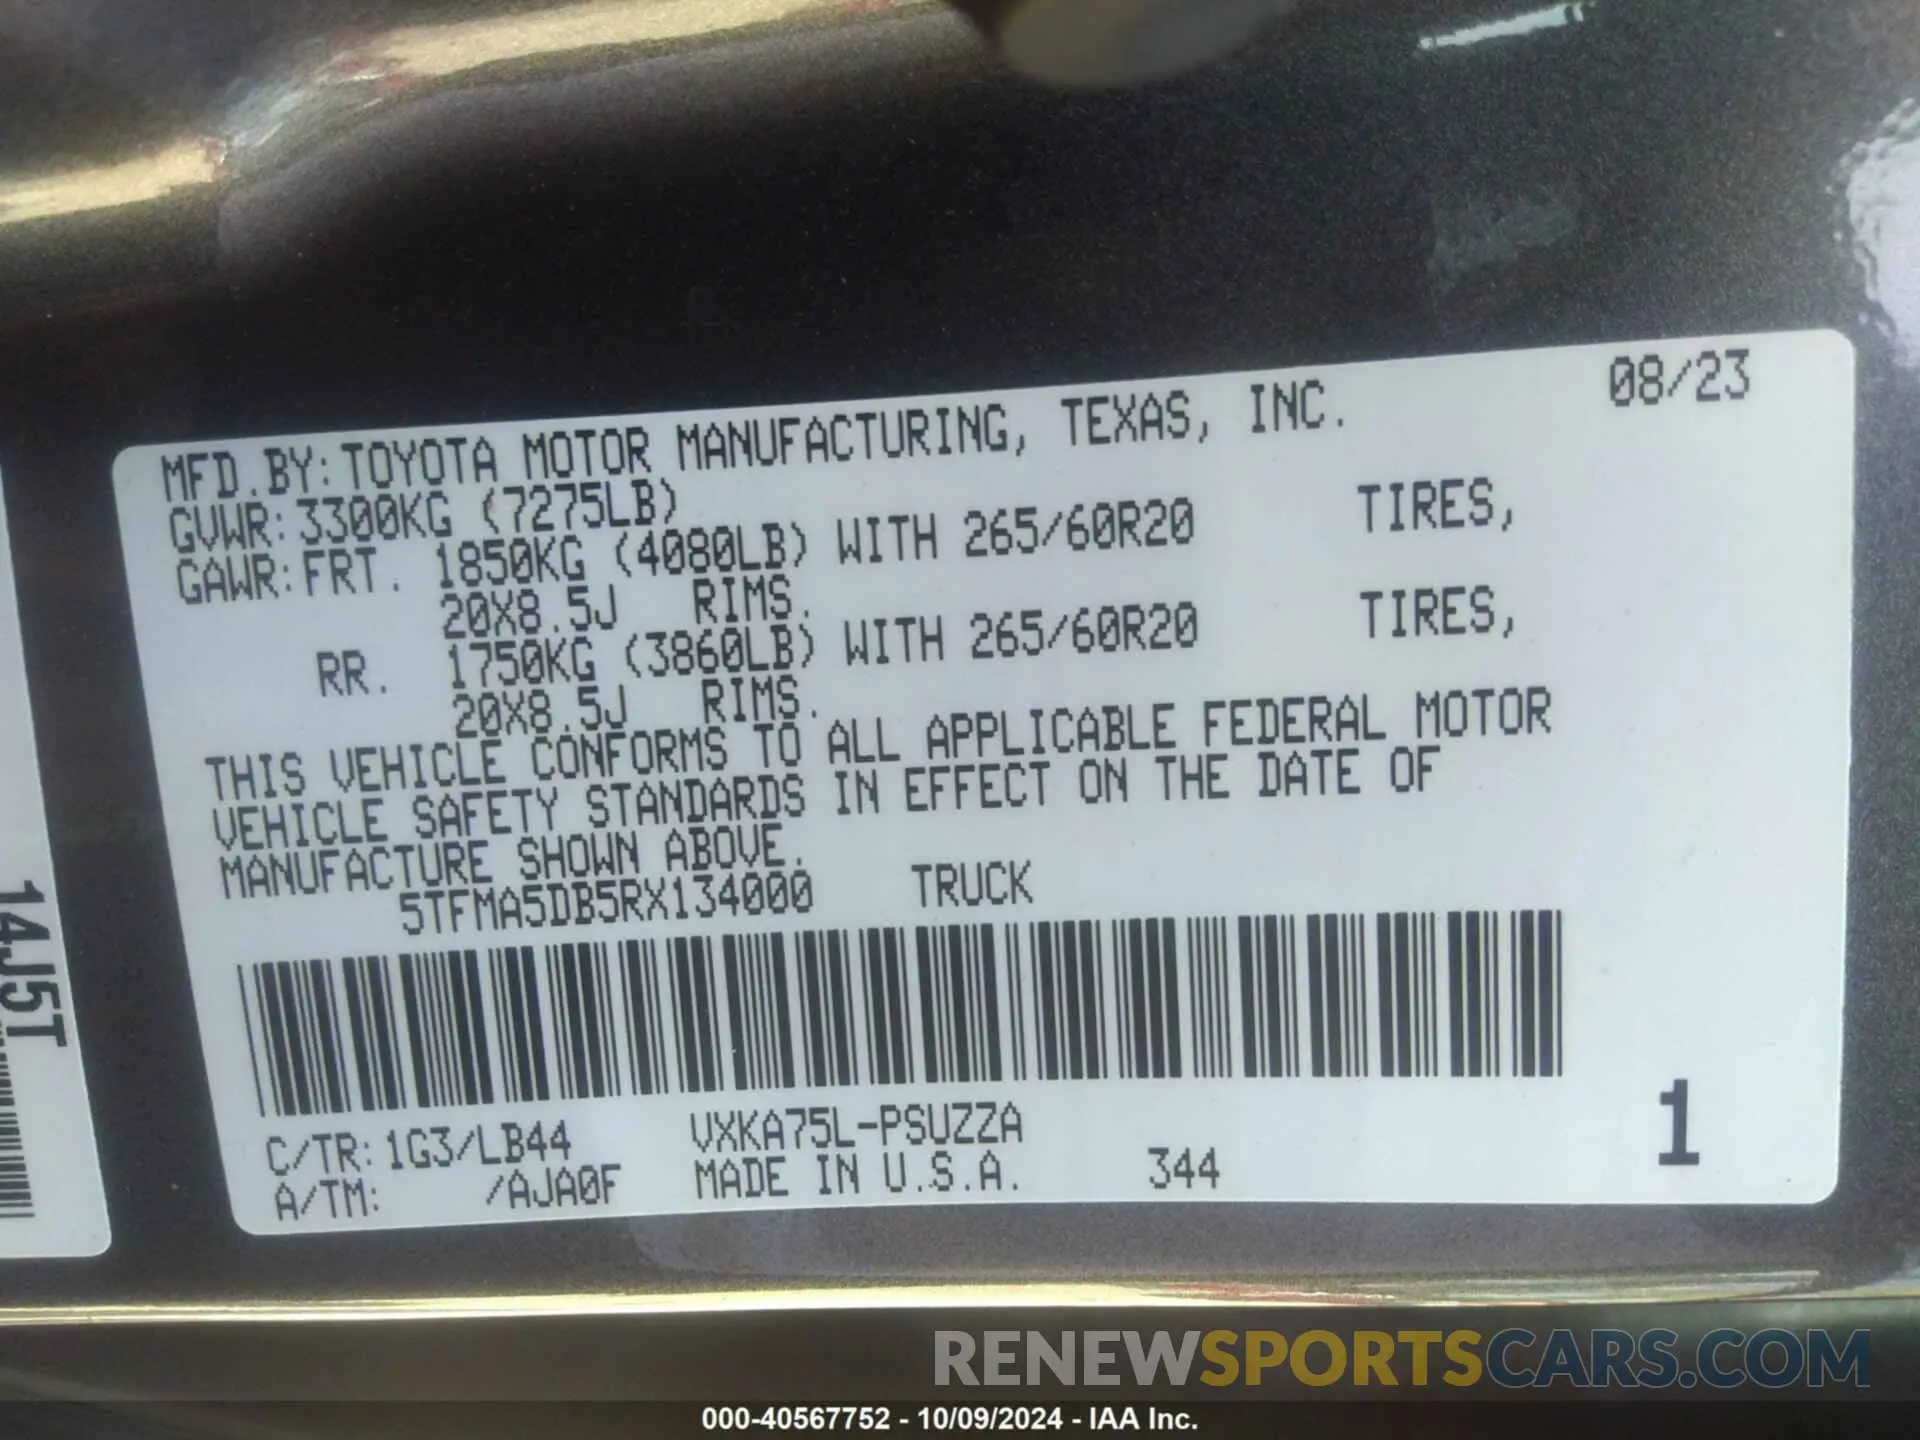 MFD.BY:TOYOTA MOTOR MANUFACTURING, TEXAS, INC. 08/23
GVWR:3300KG (7275LB)
GAWR:FRT. 1850KG (4080LB) WITH 265/60R20 TIRES,
20X8.5J RIMS.
RR. 1750KG (3860LB) WITH 265/60R20 TIRES,
20X8.5J RIMS.
THIS VEHICLE CONFORMS TO ALL APPLICABLE FEDERAL MOTOR
VEHICLE SAFETY STANDARDS IN EFFECT ON THE DATE OF
MANUFACTURE SHOWN ABOVE.
5TFMA5DB5RX134000 TRUCK
C/TR:1G3/LB44 VXKA75L-PSUZZA
A/TM: /AJA0F MADE IN U.S.A. 344
1
14J5T
RENEWSPORTSCARS.COM
000-40567752 - 10/09/2024 - IAA Inc.